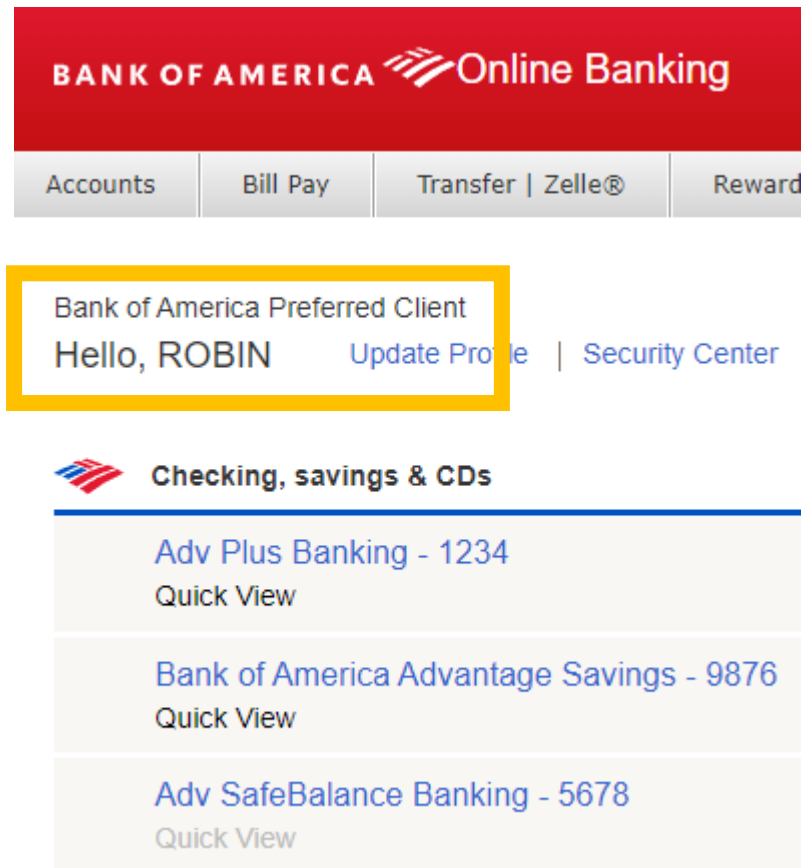 BANK OF AMERICA Online Banking
Accounts Bill Pay Transfer | Zelle® Reward
Bank of America Preferred Client
Hello, ROBIN Update Profile | Security Center
Checking, savings & CDs
Adv Plus Banking - 1234
Quick View
Bank of America Advantage Savings - 9876
Quick View
Adv SafeBalance Banking - 5678
Quick View